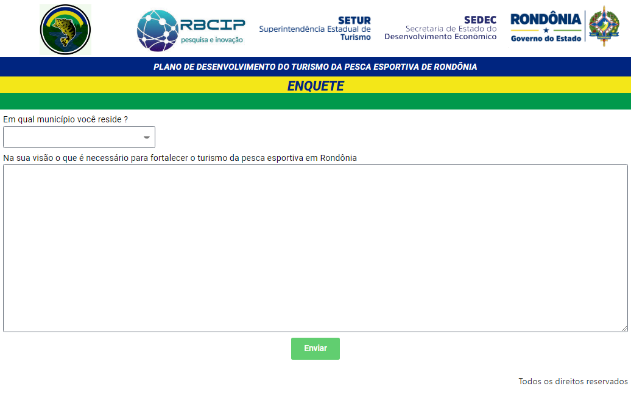 RBCIP
pesquisa e inovação
SETUR
Superintendência Estadual de
Turismo
SEDEC
Secretaria de Estado do
Desenvolvimento Econômico
RONDÔNIA
Governo do Estado
PLANO DE DESENVOLVIMENTO DO TURISMO DA PESCA ESPORTIVA DE RONDÔNIA
ENQUETE
Em qual município você reside ?
Na sua visão o que é necessário para fortalecer o turismo da pesca esportiva em Rondônia
Enviar
Todos os direitos reservados